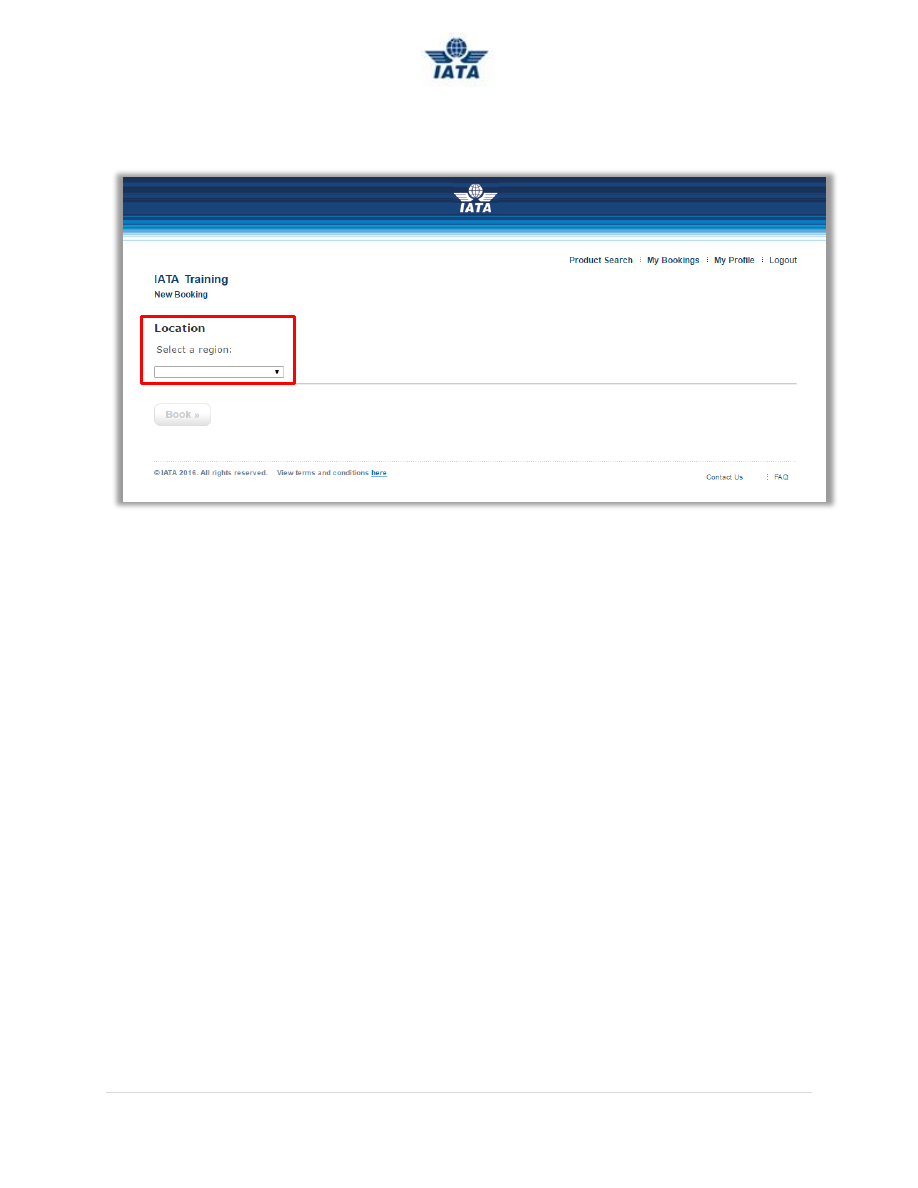 IATA
IATA
Product Search : My Bookings : My Profile : Logout
IATA Training
New Booking
Location
Select a region:
Book »
© IATA 2016. All rights reserved. View terms and conditions here
Contact Us : FAQ